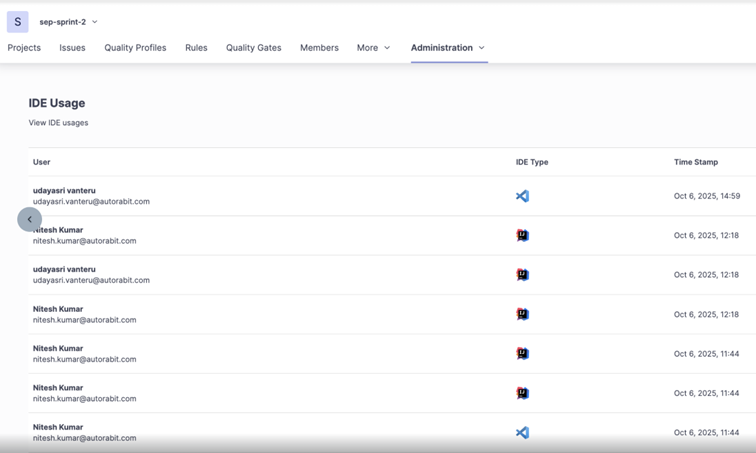 S sep-sprint-2
Projects Issues Quality Profiles Rules Quality Gates Members More Administration
IDE Usage
View IDE usages
User IDE Type Time Stamp
udayasri vanteru
udayasri.vanteru@autorabit.com Oct 6, 2025, 14:59
Nitesh Kumar
nitesh.kumar@autorabit.com Oct 6, 2025, 12:18
udayasri vanteru
udayasri.vanteru@autorabit.com Oct 6, 2025, 12:18
Nitesh Kumar
nitesh.kumar@autorabit.com Oct 6, 2025, 12:18
Nitesh Kumar
nitesh.kumar@autorabit.com Oct 6, 2025, 11:44
Nitesh Kumar
nitesh.kumar@autorabit.com Oct 6, 2025, 11:44
Nitesh Kumar
nitesh.kumar@autorabit.com Oct 6, 2025, 11:44